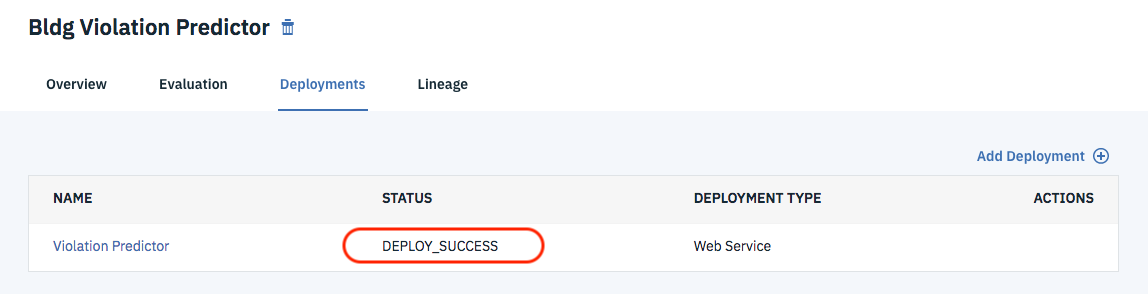 Bldg Violation Predictor
Overview Evaluation Deployments Lineage
Add Deployment
NAME STATUS DEPLOYMENT TYPE ACTIONS
Violation Predictor DEPLOY_SUCCESS Web Service